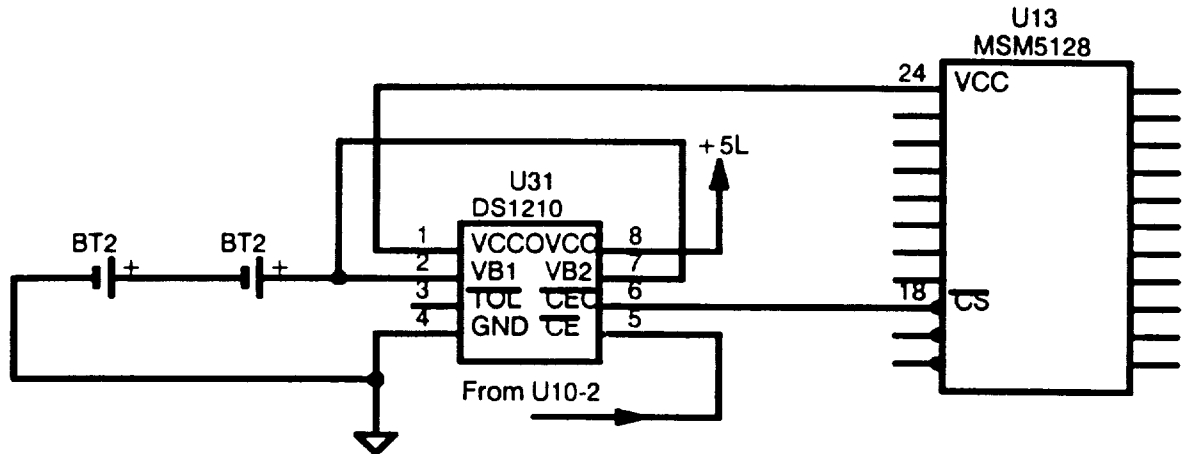 U13
MSM5128
24
VCC
+5L
U31
DS1210
BT2
+
BT2
+
1
VCCO
VCC
8
2
VB1
VB2
7
3
TOL
CEO
6
4
GND
CE
5
18
CS
From U10-2